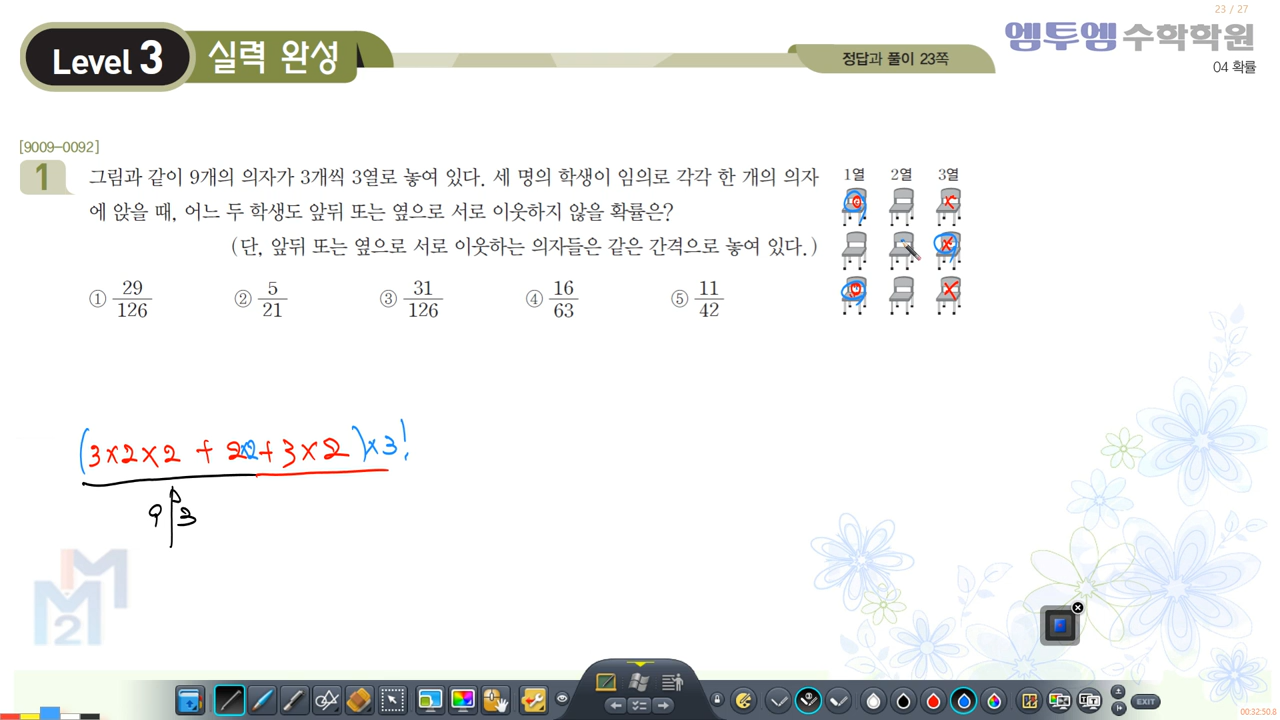 23 / 27
Level 3 실력 완성
정답과 풀이 23쪽
엠투엠수학학원
04 확률
[9009-0092]
1
그림과 같이 9개의 의자가 3개씩 3열로 놓여 있다. 세 명의 학생이 임의로 각각 한 개의 의자
에 앉을 때, 어느 두 학생도 앞뒤 또는 옆으로 서로 이웃하지 않을 확률은?
(단, 앞뒤 또는 옆으로 서로 이웃하는 의자들은 같은 간격으로 놓여 있다.)
1열 2열 3열
① 29/126 ② 5/21 ③ 31/126 ④ 16/63 ⑤ 11/42
(3×2×2 + 2×2+3×2)×3!
9P3
M2M
EXIT
00:32:50.8